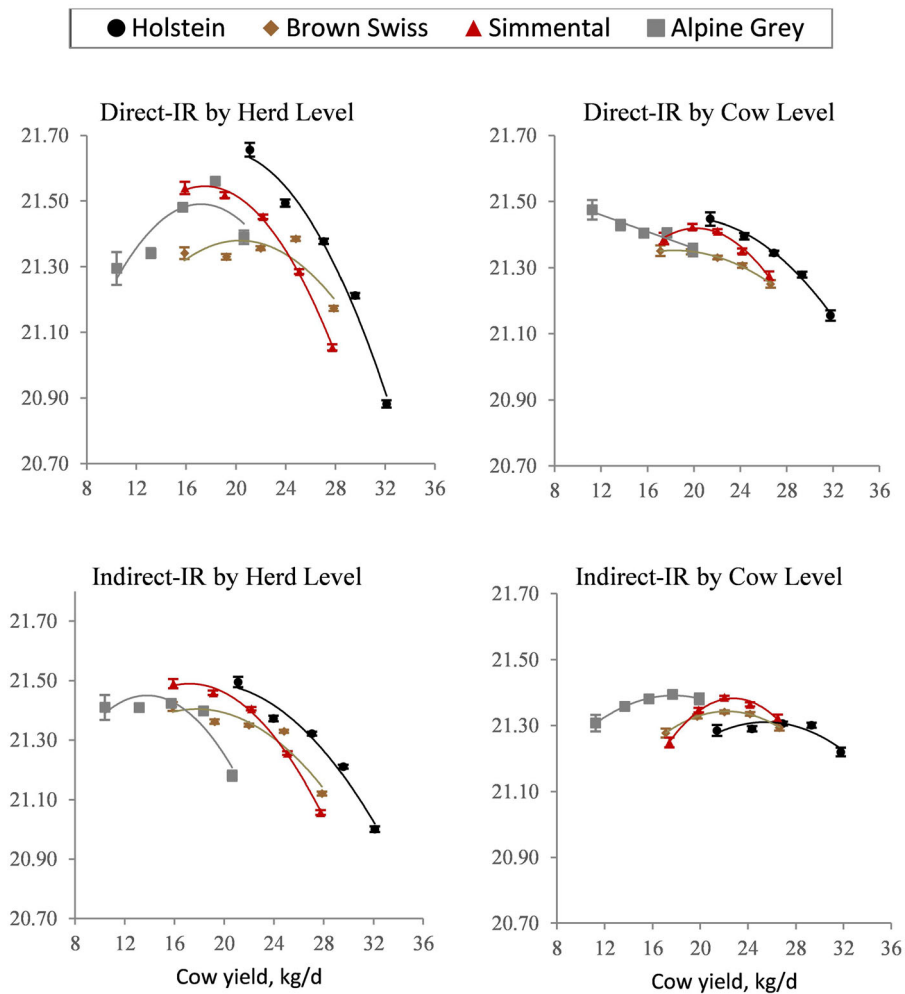 Holstein Brown Swiss Simmental Alpine Grey
Direct-IR by Herd Level
21.70
21.50
21.30
21.10
20.90
20.70
8 12 16 20 24 28 32 36
Direct-IR by Cow Level
21.70
21.50
21.30
21.10
20.90
20.70
8 12 16 20 24 28 32 36
Indirect-IR by Herd Level
21.70
21.50
21.30
21.10
20.90
20.70
8 12 16 20 24 28 32 36
Cow yield, kg/d
Indirect-IR by Cow Level
21.70
21.50
21.30
21.10
20.90
20.70
8 12 16 20 24 28 32 36
Cow yield, kg/d